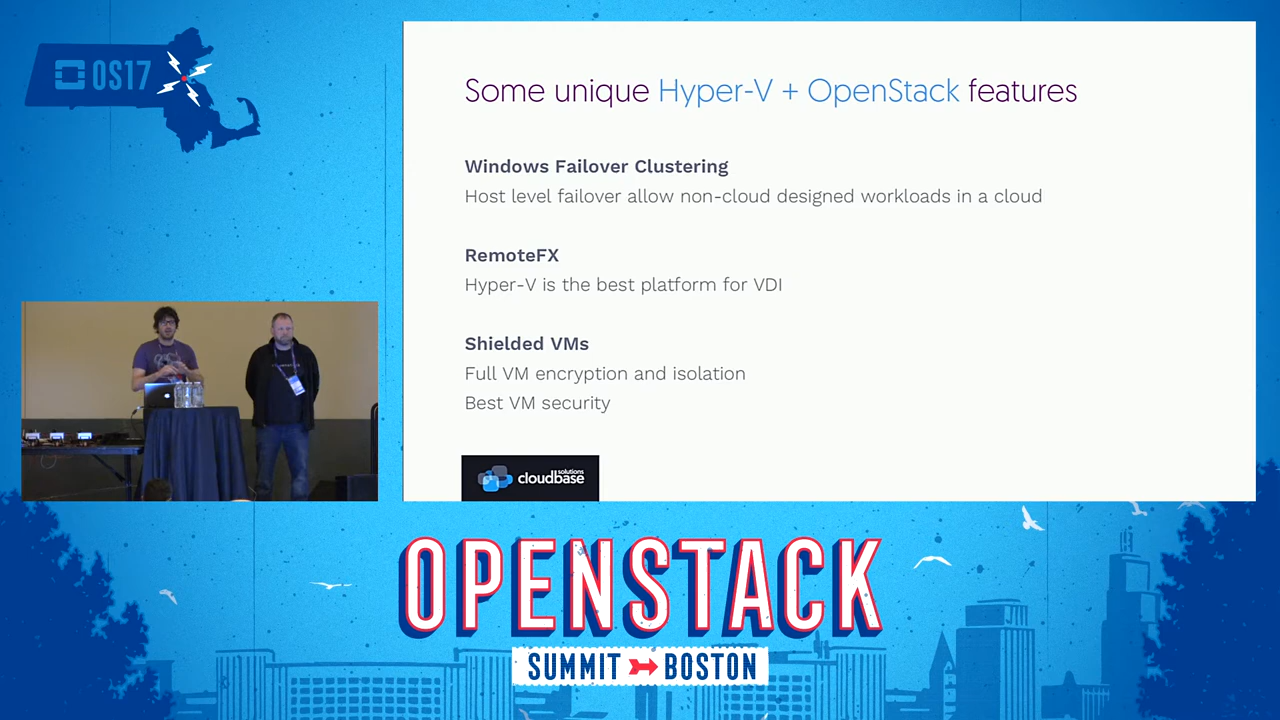 OS17
Some unique Hyper-V + OpenStack features
Windows Failover Clustering
Host level failover allow non-cloud designed workloads in a cloud
RemoteFX
Hyper-V is the best platform for VDI
Shielded VMs
Full VM encryption and isolation
Best VM security
cloudbase
solutions
OPENSTACK
SUMMIT BOSTON